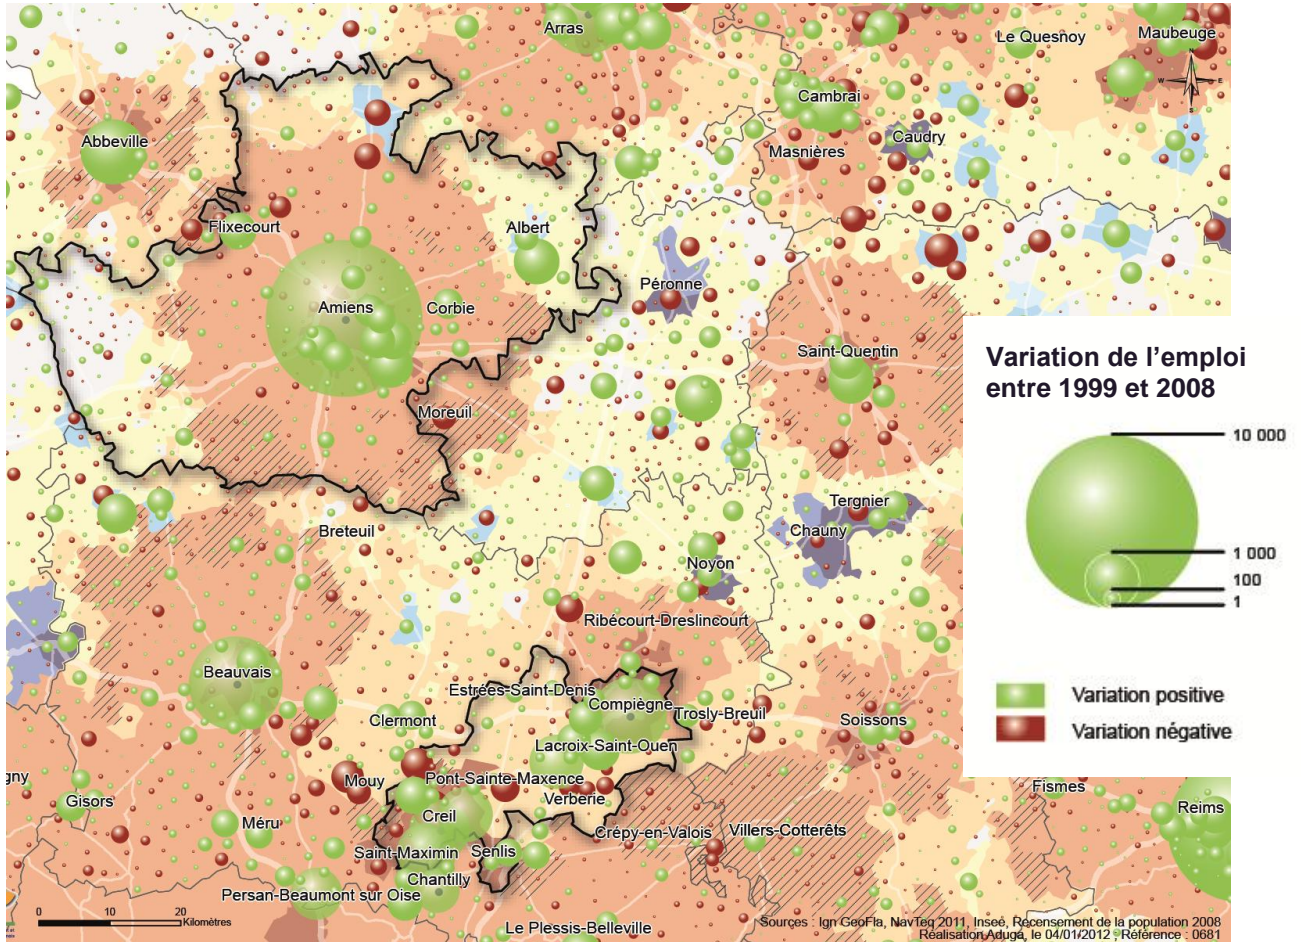 Arras
Le Quesnoy
Maubeuge
N
W E
S
Cambrai
Abbeville
Caudry
Masnières
Flixecourt
Albert
Péronne
Amiens
Corbie
Saint-Quentin
Moreuil
Variation de l'emploi
entre 1999 et 2008
10 000
1 000
100
1
Variation positive
Variation négative
Tergnier
Chauny
Breteuil
Noyon
Ribécourt-Dreslincourt
Beauvais
Estrées-Saint-Denis
Compiègne
Trosly-Breuil
Clermont
Soissons
Lacroix-Saint-Ouen
Mouy
Pont-Sainte-Maxence
Verberie
gny
Gisors
Fismes
Reims
Creil
Méru
Crépy-en-Valois
Villers-Cotterêts
Saint-Maximin
Senlis
Chantilly
Persan-Beaumont sur Oise
0 10 20
Kilomètres
Le Plessis-Belleville
Sources : Ign GeoFla, NavTeq 2011, Inseé, Recensement de la population 2008
Réalisation Aduga, le 04/01/2012 ; Référence : 0681